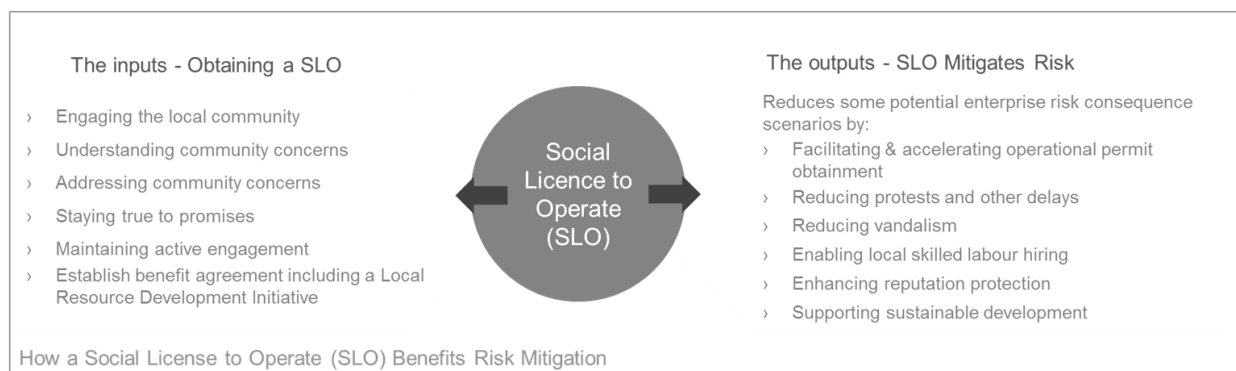 The inputs - Obtaining a SLO
› Engaging the local community
› Understanding community concerns
› Addressing community concerns
› Staying true to promises
› Maintaining active engagement
› Establish benefit agreement including a Local
Resource Development Initiative
Social
Licence to
Operate
(SLO)
The outputs - SLO Mitigates Risk
Reduces some potential enterprise risk consequence
scenarios by:
› Facilitating & accelerating operational permit
obtainment
› Reducing protests and other delays
› Reducing vandalism
› Enabling local skilled labour hiring
› Enhancing reputation protection
› Supporting sustainable development
How a Social License to Operate (SLO) Benefits Risk Mitigation